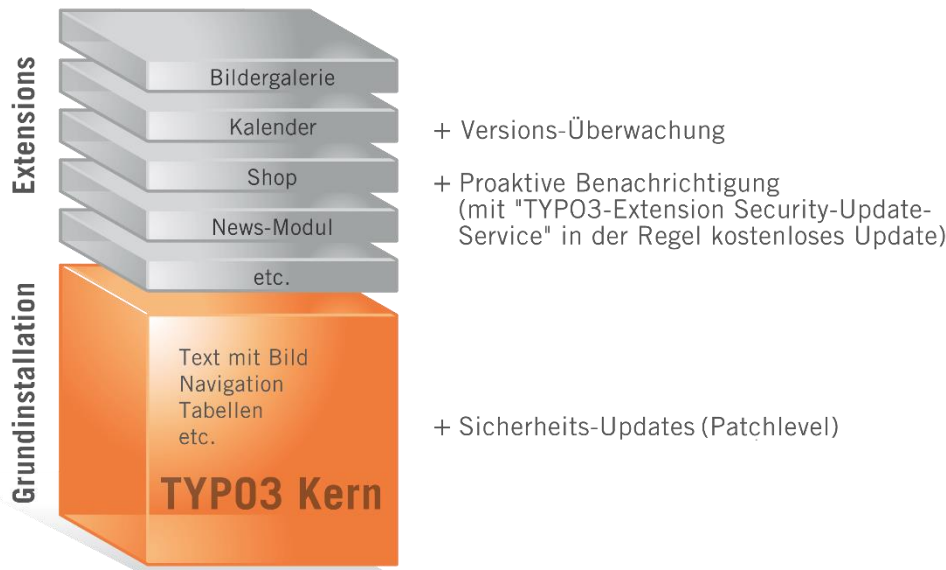 Extensions
Bildergalerie
Kalender
Shop
News-Modul
etc.
+ Versions-Überwachung
+ Proaktive Benachrichtigung
(mit "TYPO3-Extension Security-Update-
Service" in der Regel kostenloses Update)
Grundinstallation
Text mit Bild
Navigation
Tabellen
etc.
TYPO3 Kern
+ Sicherheits-Updates (Patchlevel)